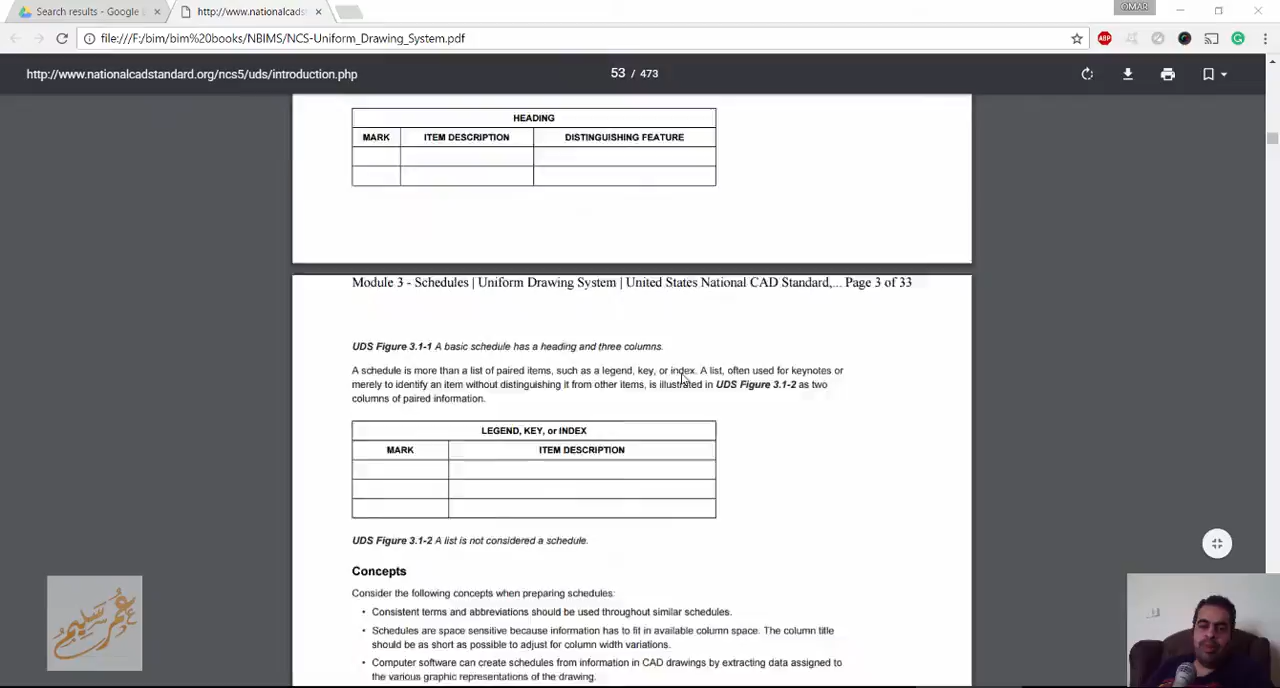 Search results - Google
http://www.nationalcads
OMAR
file:///F:/bim/bim%20books/NBIMS/NCS-Uniform_Drawing_System.pdf
ABP
http://www.nationalcadstandard.org/ncs5/uds/introduction.php
53 / 473
HEADING
MARK ITEM DESCRIPTION DISTINGUISHING FEATURE
Module 3 - Schedules | Uniform Drawing System | United States National CAD Standard,... Page 3 of 33
UDS Figure 3.1-1 A basic schedule has a heading and three columns.
A schedule is more than a list of paired items, such as a legend, key, or index. A list, often used for keynotes or
merely to identify an item without distinguishing it from other items, is illustrated in UDS Figure 3.1-2 as two
columns of paired information.
LEGEND, KEY, or INDEX
MARK ITEM DESCRIPTION
UDS Figure 3.1-2 A list is not considered a schedule.
Concepts
Consider the following concepts when preparing schedules:
• Consistent terms and abbreviations should be used throughout similar schedules.
• Schedules are space sensitive because information has to fit in available column space. The column title
should be as short as possible to adjust for column width variations.
• Computer software can create schedules from information in CAD drawings by extracting data assigned to
the various graphic representations of the drawing.
عمر سليم